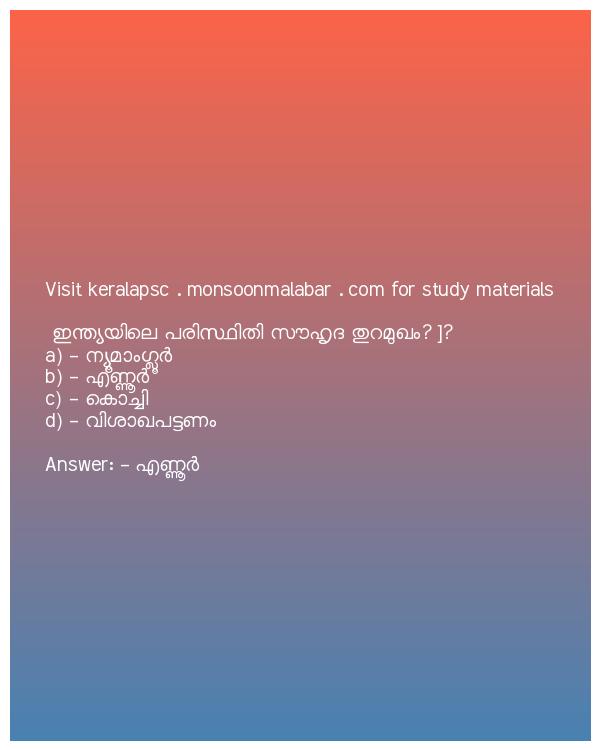 Visit keralapsc . monsoonmalabar . com for study materials
ഇന്ത്യയിലെ പരിസ്ഥിതി സൗഹൃദ തുറമുഖം? ]?
a) - ന്യൂമാംഗ്ലൂർ
b) - എണ്ണൂർ
c) - കൊച്ചി
d) - വിശാഖപട്ടണം
Answer: - എണ്ണൂർ